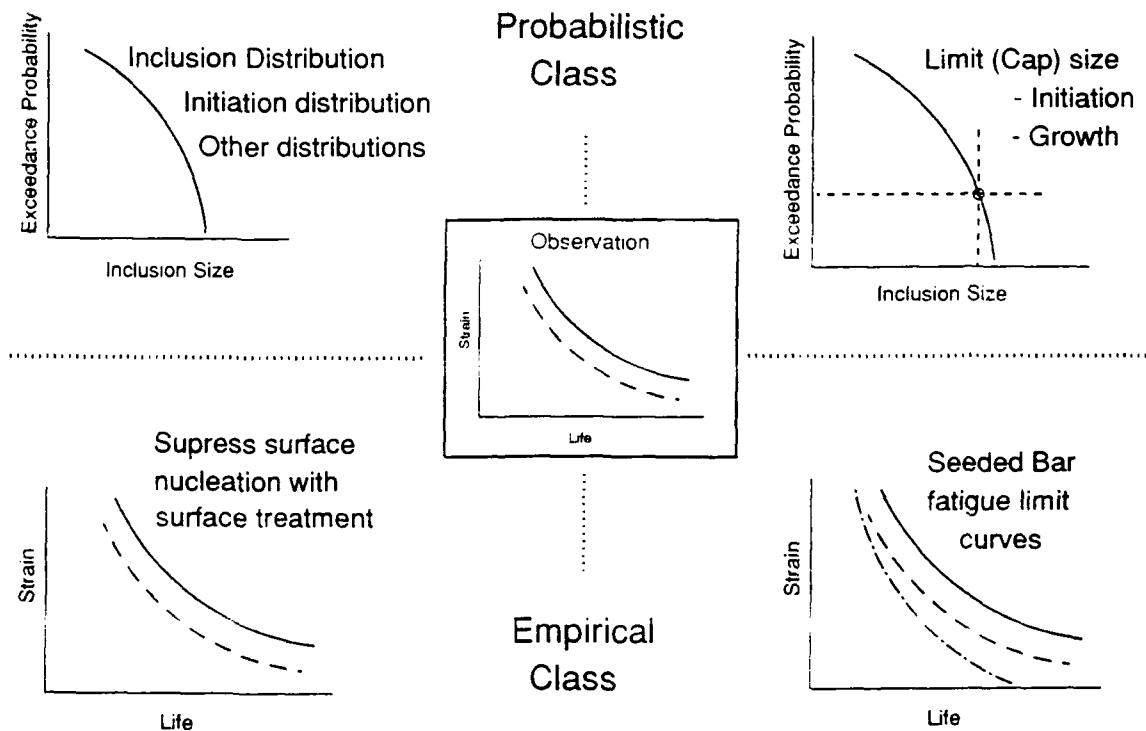 Exceedance Probability
Inclusion Distribution
Initiation distribution
Other distributions
Inclusion Size
Probabilistic
Class
Exceedance Probability
Limit (Cap) size
- Initiation
- Growth
Inclusion Size
Observation
Strain
Life
Strain
Supress surface
nucleation with
surface treatment
Life
Empirical
Class
Strain
Seeded Bar
fatigue limit
curves
Life